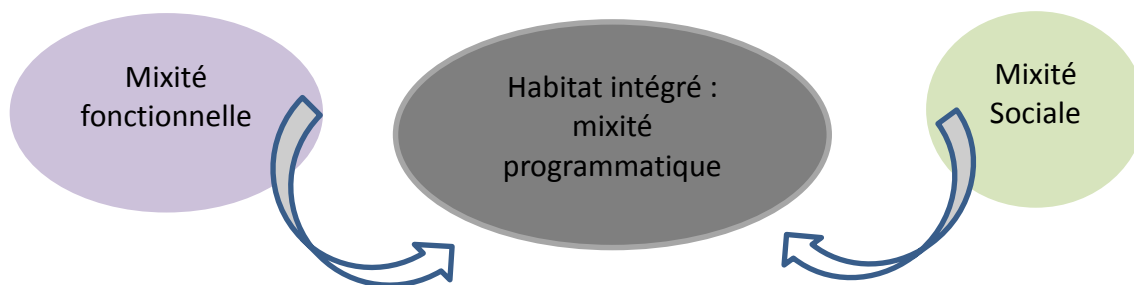 Mixité
fonctionnelle
Habitat intégré :
mixité
programmatique
Mixité
Sociale